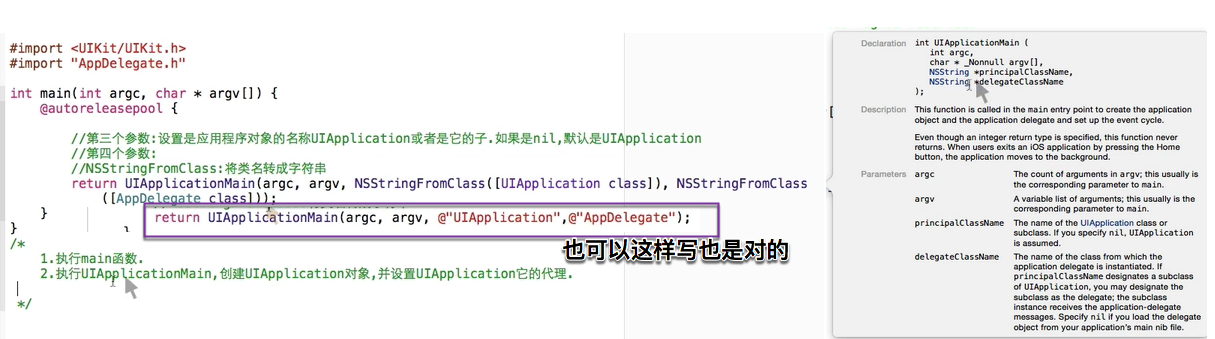 #import <UIKit/UIKit.h>
#import "AppDelegate.h"
int main(int argc, char * argv[]) {
@autoreleasepool {
//第三个参数:设置是应用程序对象的名称UIApplication或者是它的子.如果是nil,默认是UIApplication
//第四个参数:
//NSStringFromClass:将类名转成字符串
return UIApplicationMain(argc, argv, NSStringFromClass([UIApplication class]), NSStringFromClass
([AppDelegate class]));
}
return UIApplicationMain(argc, argv, @"UIApplication",@"AppDelegate");
}
也可以这样写也是对的
/*
1.执行main函数.
2.执行UIApplicationMain,创建UIApplication对象,并设置UIApplication它的代理.
*/
Declaration
int UIApplicationMain (
int argc,
char * _Nonnull argv[],
NSString *principalClassName,
NSString *delegateClassName
);
Description
This function is called in the main entry point to create the application
object and the application delegate and set up the event cycle.
Even though an integer return type is specified, this function never
returns. When users exit an iOS application by pressing the Home
button, the application moves to the background.
Parameters
argc
The count of arguments in argv; this usually is
the corresponding parameter to main.
argv
A variable list of arguments; this usually is the
corresponding parameter to main.
principalClassName
The name of the UIApplication class or
subclass. If you specify nil, UIApplication
is assumed.
delegateClassName
The name of the class from which the
application delegate is instantiated. If
principalClassName designates a subclass
of UIApplication, you may designate the
subclass as the delegate; the subclass
instance receives the application-delegate
messages. Specify nil if you load the delegate
object from your application's main nib file.